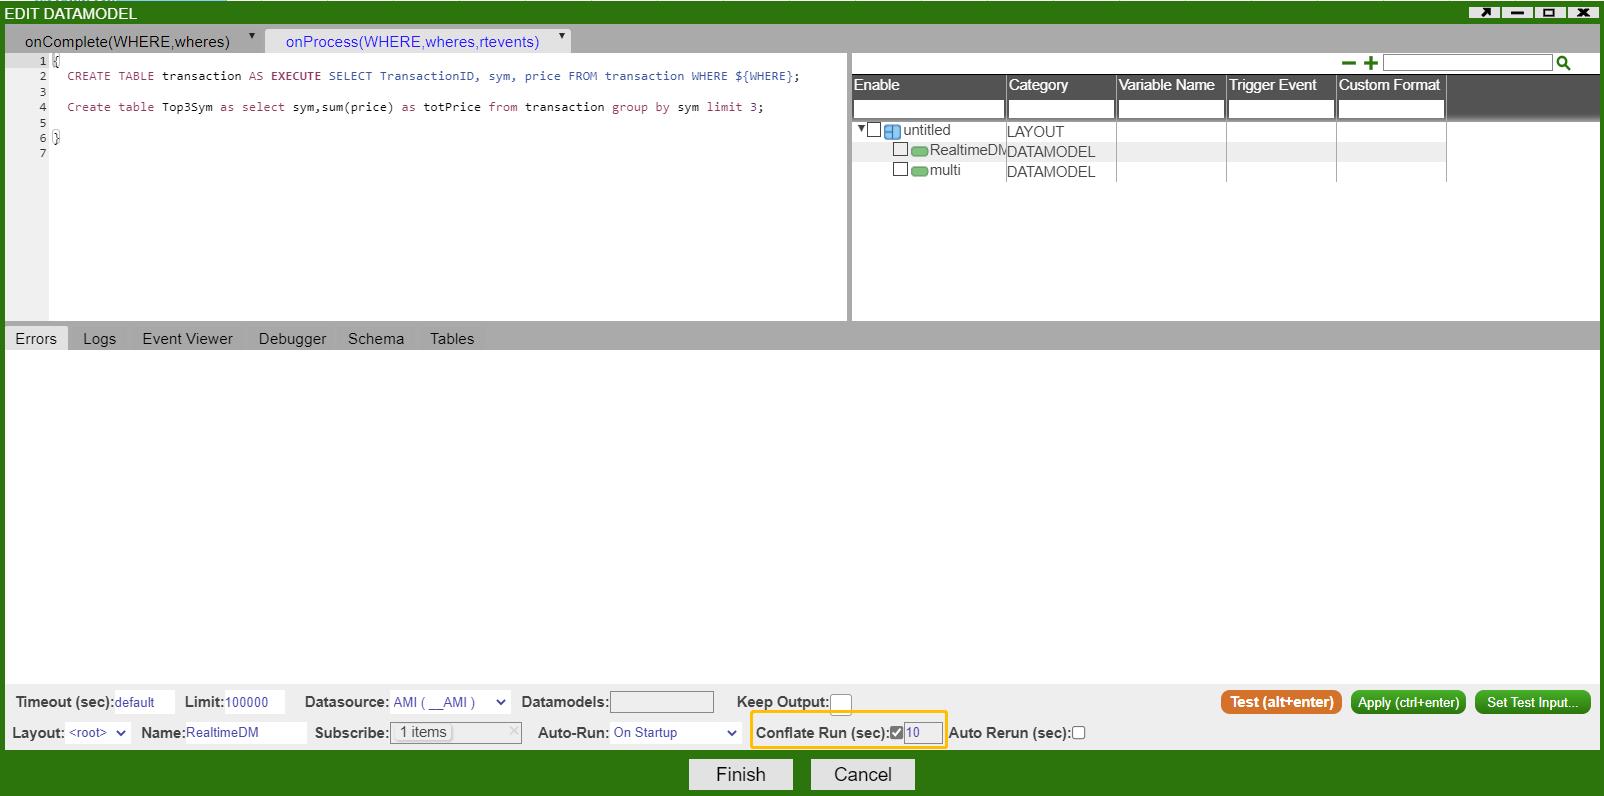 EDIT DATAMODEL
onComplete(WHERE,wheres) onProcess(WHERE,wheres,rtevents)
1 {
2 CREATE TABLE transaction AS EXECUTE SELECT TransactionID, sym, price FROM transaction WHERE ${WHERE};
3
4 Create table Top3Sym as select sym,sum(price) as totPrice from transaction group by sym limit 3;
5
6 }
7
Enable Category Variable Name Trigger Event Custom Format
untitled LAYOUT
RealtimeDM DATAMODEL
multi DATAMODEL
Errors Logs Event Viewer Debugger Schema Tables
Timeout (sec): default Limit: 100000 Datasource: AMI ( __AMI ) Datamodels: Keep Output: Test (alt+enter) Apply (ctrl+enter) Set Test Input...
Layout: <root> Name: RealtimeDM Subscribe: 1 items Auto-Run: On Startup Conflate Run (sec): 10 Auto Rerun (sec):
Finish Cancel